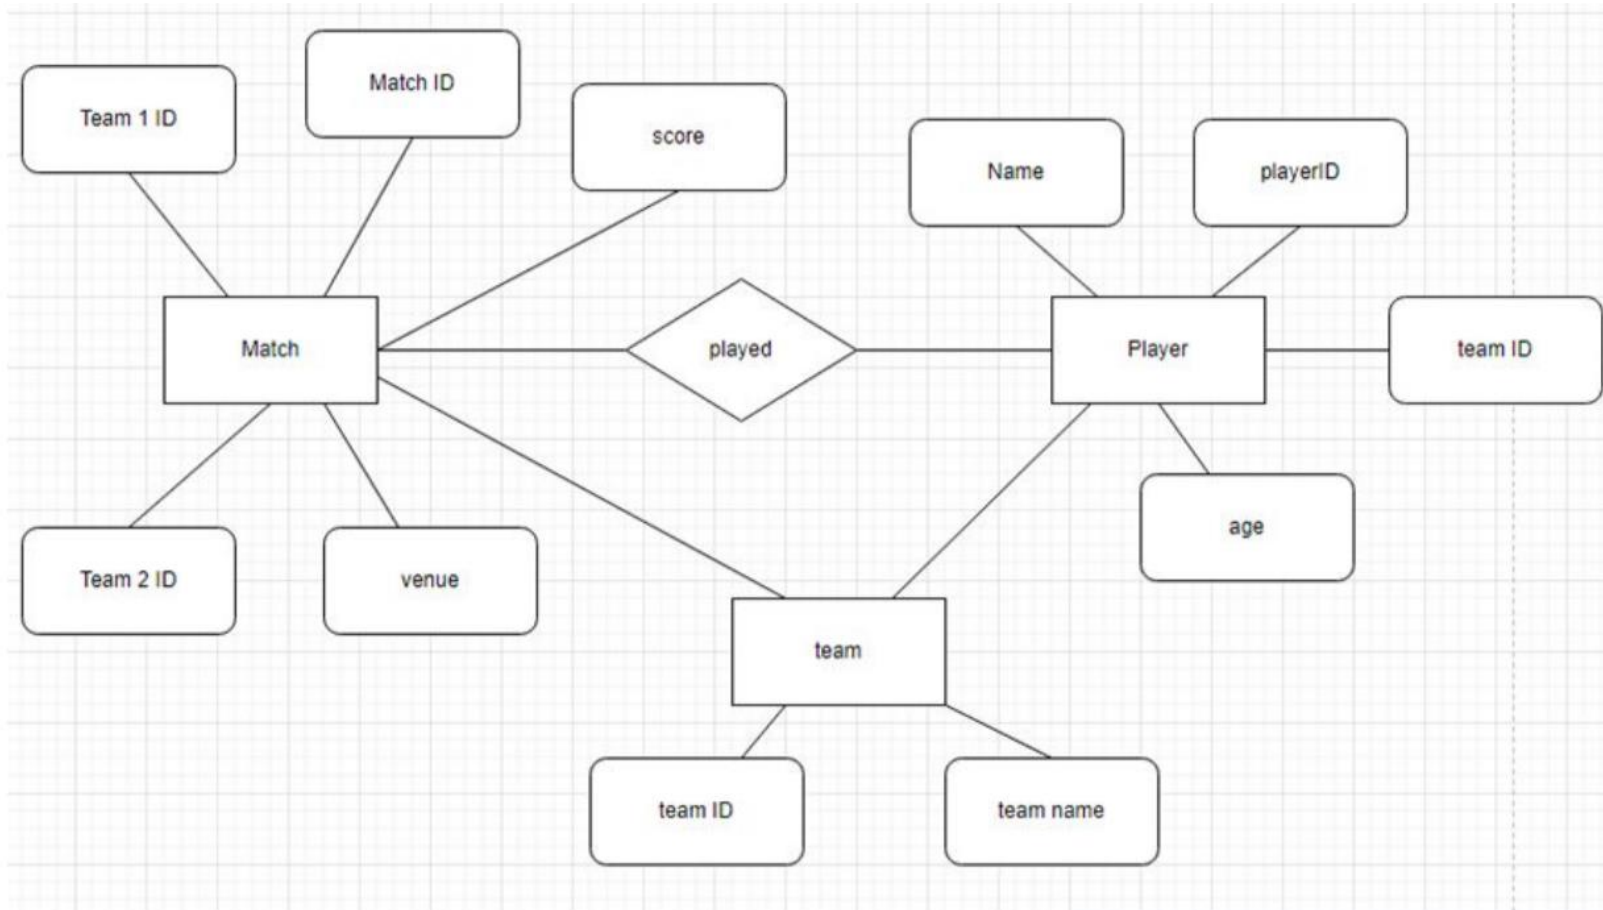 Match ID
Team 1 ID
score
Name
playerID
Match
played
Player
team ID
age
Team 2 ID
venue
team
team ID
team name